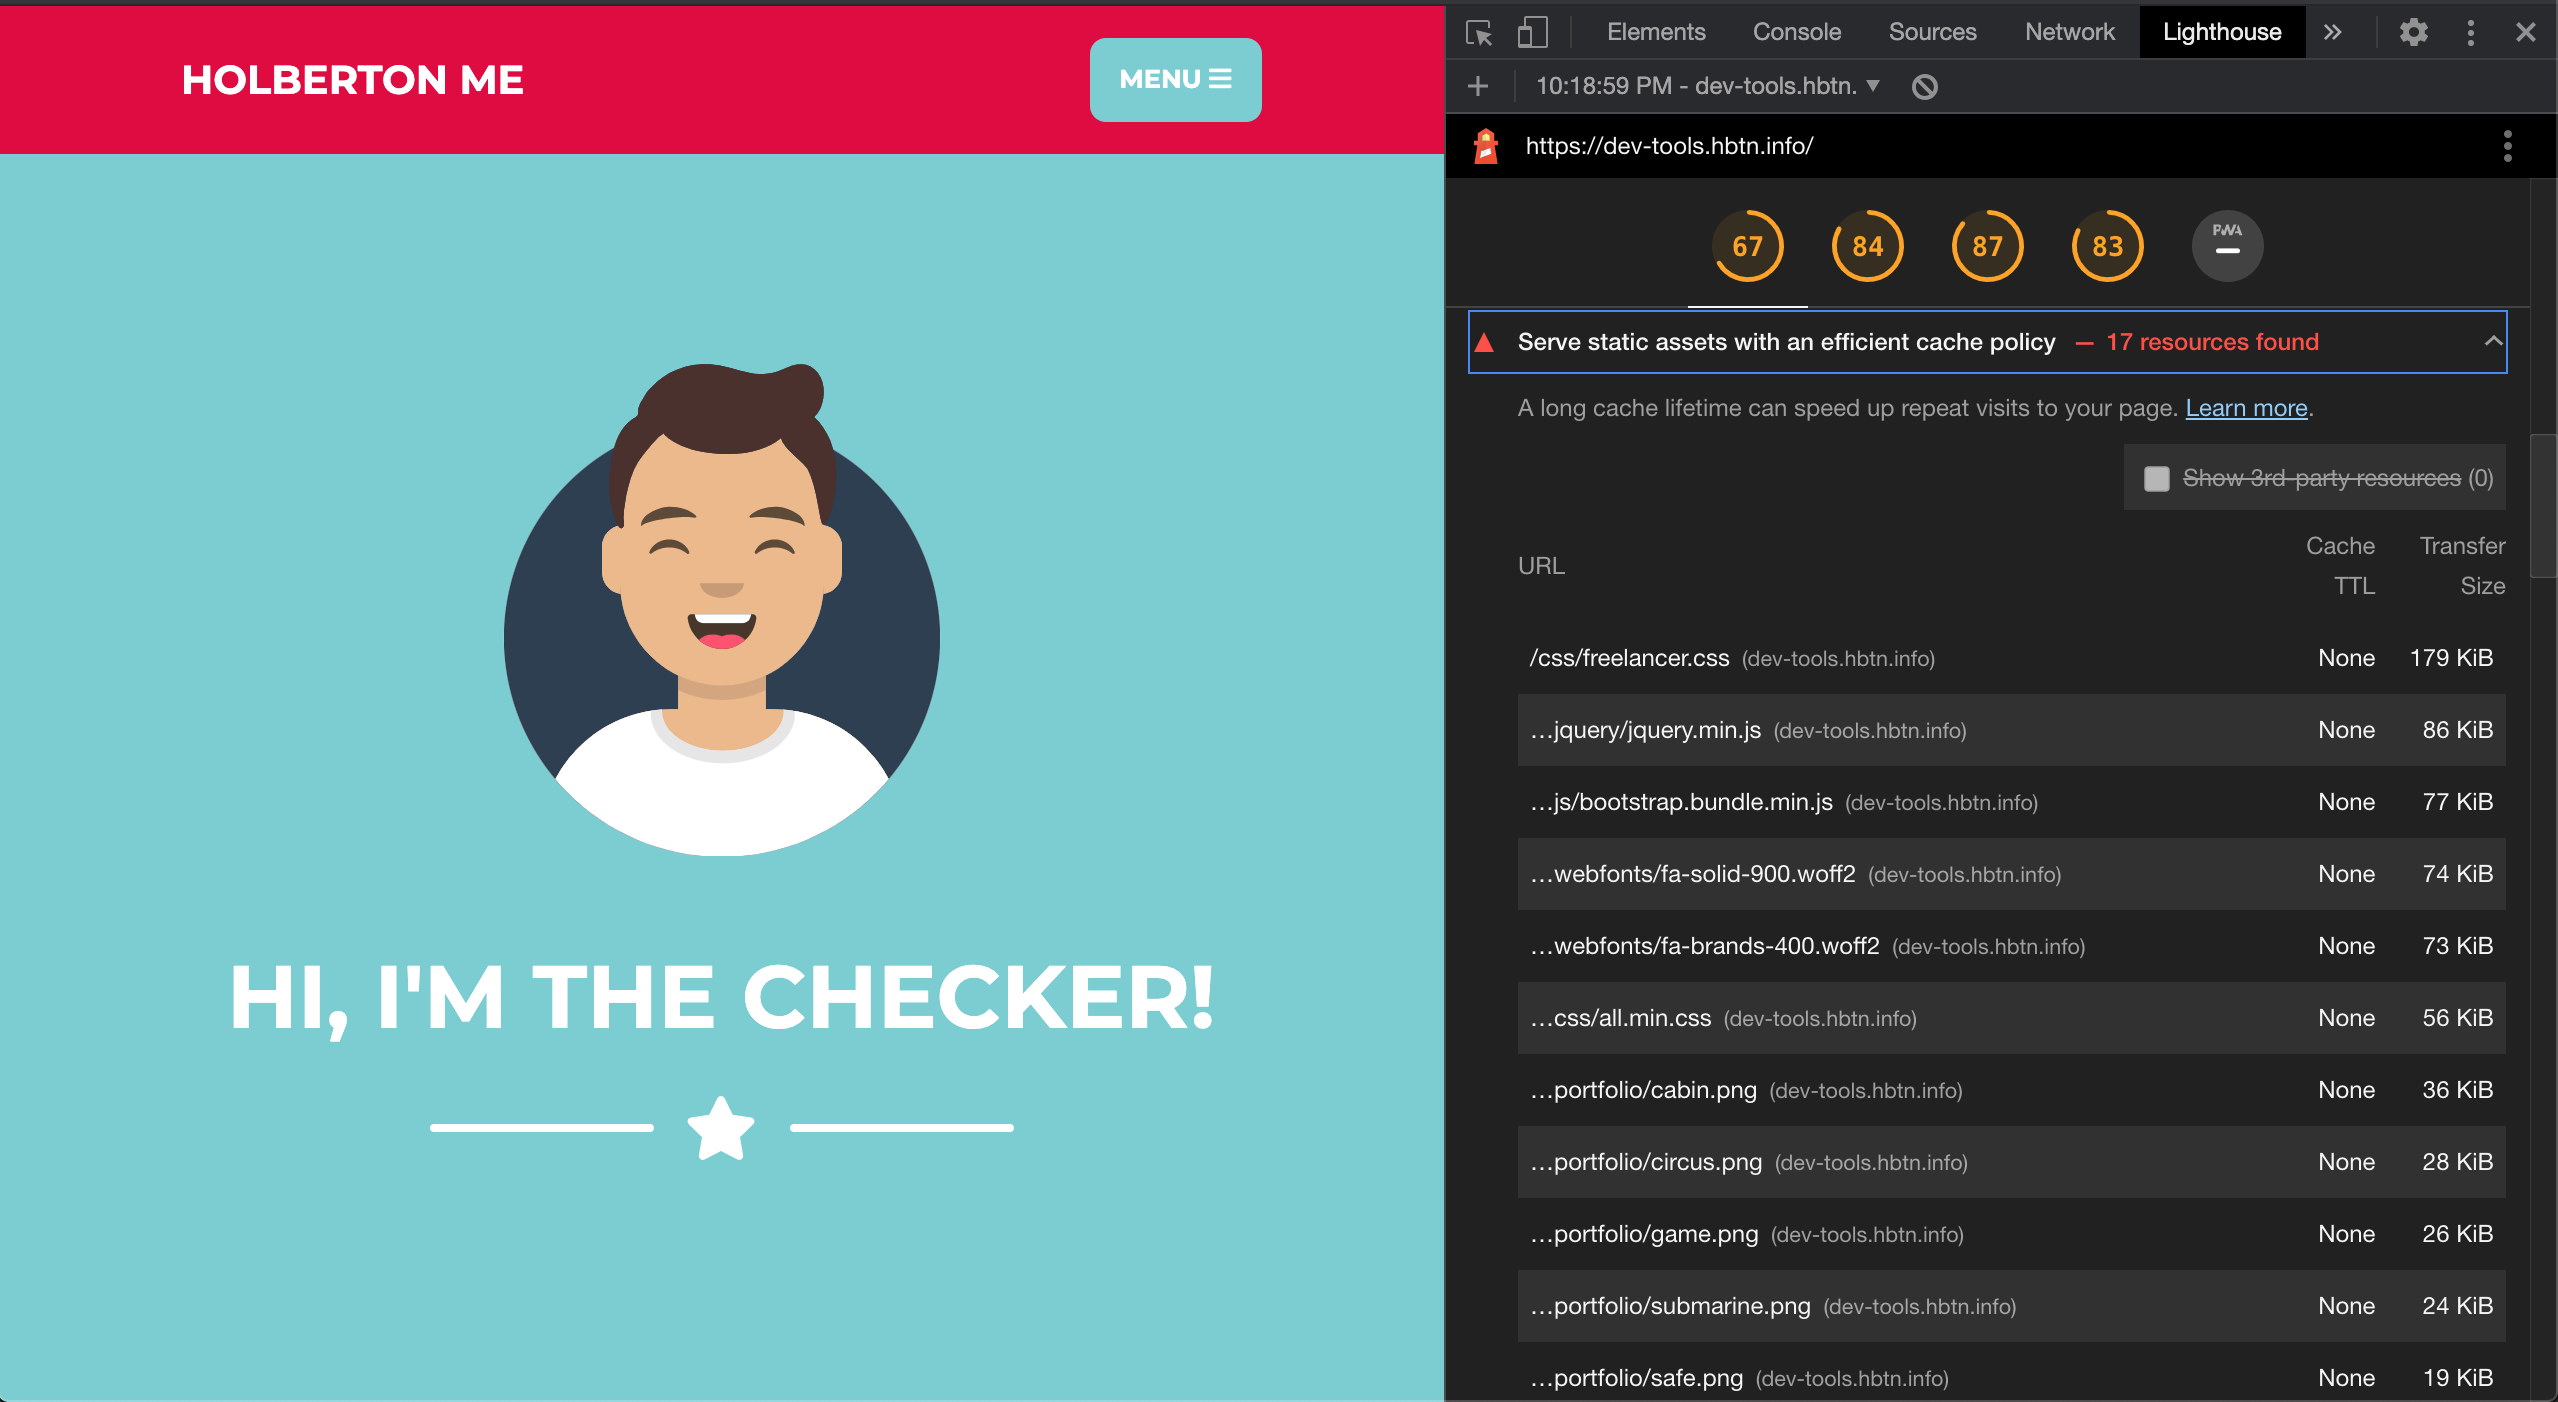 HOLBERTON ME
MENU
HI, I'M THE CHECKER!
Elements Console Sources Network Lighthouse
10:18:59 PM - dev-tools.hbtn.
https://dev-tools.hbtn.info/
67 84 87 83 PWA
Serve static assets with an efficient cache policy — 17 resources found
A long cache lifetime can speed up repeat visits to your page. Learn more.
Show 3rd-party resources (0)
URL Cache TTL Transfer Size
/css/freelancer.css (dev-tools.hbtn.info) None 179 KiB
…jquery/jquery.min.js (dev-tools.hbtn.info) None 86 KiB
…js/bootstrap.bundle.min.js (dev-tools.hbtn.info) None 77 KiB
…webfonts/fa-solid-900.woff2 (dev-tools.hbtn.info) None 74 KiB
…webfonts/fa-brands-400.woff2 (dev-tools.hbtn.info) None 73 KiB
…css/all.min.css (dev-tools.hbtn.info) None 56 KiB
…portfolio/cabin.png (dev-tools.hbtn.info) None 36 KiB
…portfolio/circus.png (dev-tools.hbtn.info) None 28 KiB
…portfolio/game.png (dev-tools.hbtn.info) None 26 KiB
…portfolio/submarine.png (dev-tools.hbtn.info) None 24 KiB
…portfolio/safe.png (dev-tools.hbtn.info) None 19 KiB